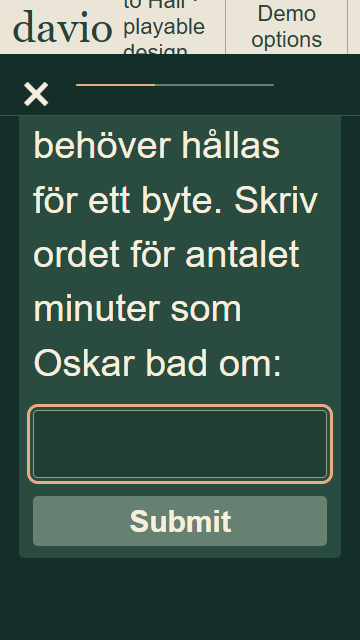 davio
to Hall ·
playable
design
Demo
options
×
behöver hållas
för ett byte. Skriv
ordet för antalet
minuter som
Oskar bad om:
Submit